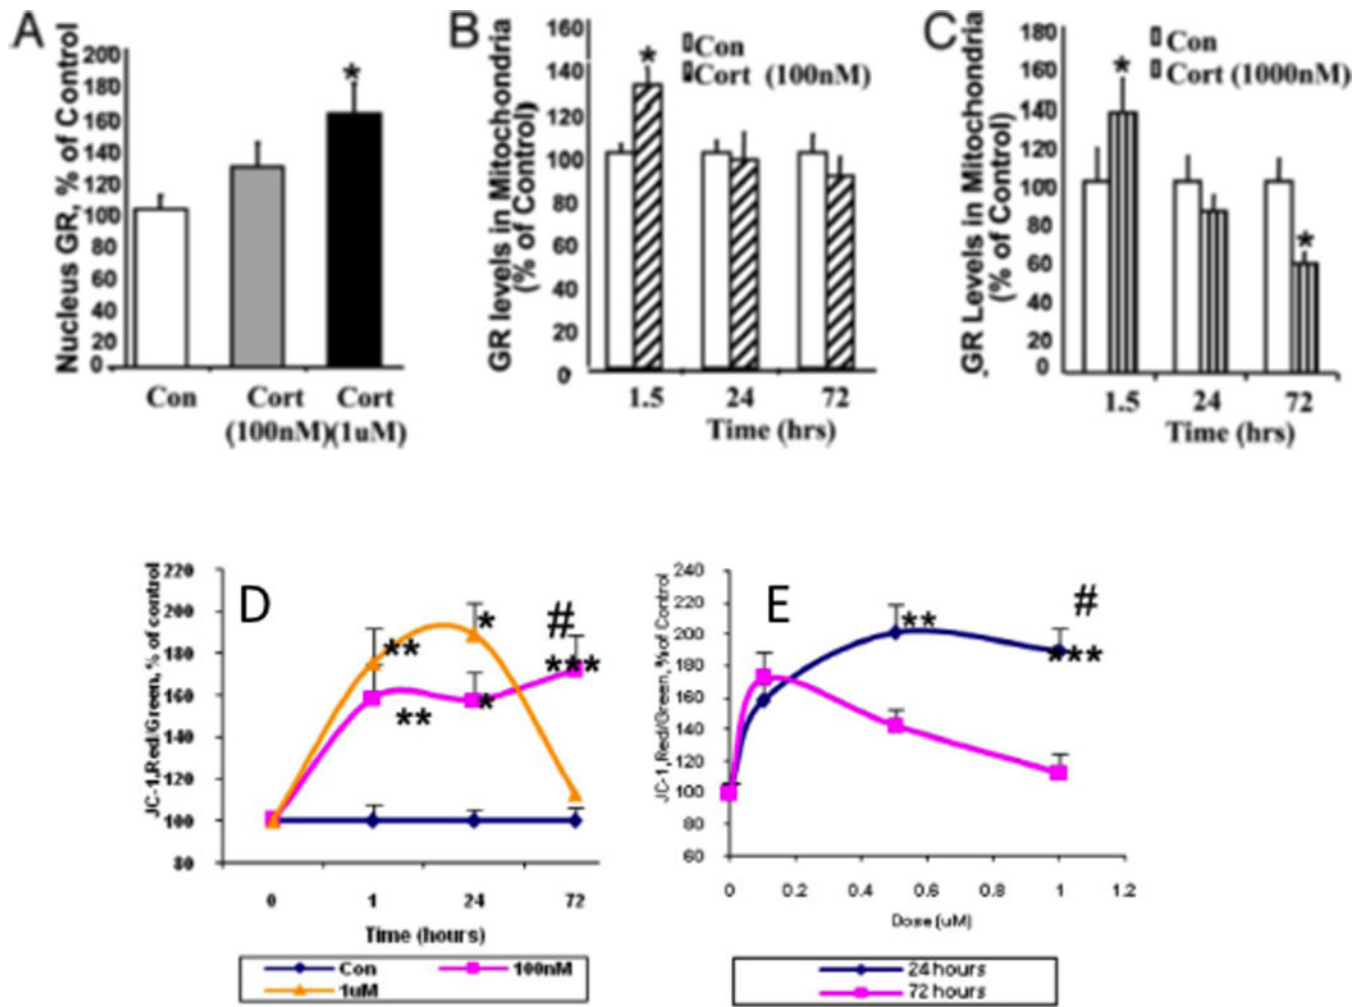 A
Nucleus GR, % of Control
200
180
160
140
120
100
80
60
40
20
0
*
Con
Cort
Cort
(100nM)(1uM)
B
GR levels in Mitochondria
(% of Control)
160
140
120
100
80
60
40
20
0
*
Con
Cort (100nM)
1.5
24
72
Time (hrs)
C
GR Levels in Mitochondria
(% of Control)
180
160
140
120
100
80
60
40
20
0
*
*
Con
Cort (1000nM)
1.5
24
72
Time (hrs)
D
JC-1,Red/Green, % of control
220
200
180
160
140
120
100
80
**
*
#
***
**
*
0
1
24
72
Time (hours)
Con
100nM
1uM
E
JC-1,Red/Green, % of Control
240
220
200
180
160
140
120
100
80
60
**
#
***
0
0.2
0.4
0.6
0.8
1
1.2
Dose (uM)
24 hours
72 hours